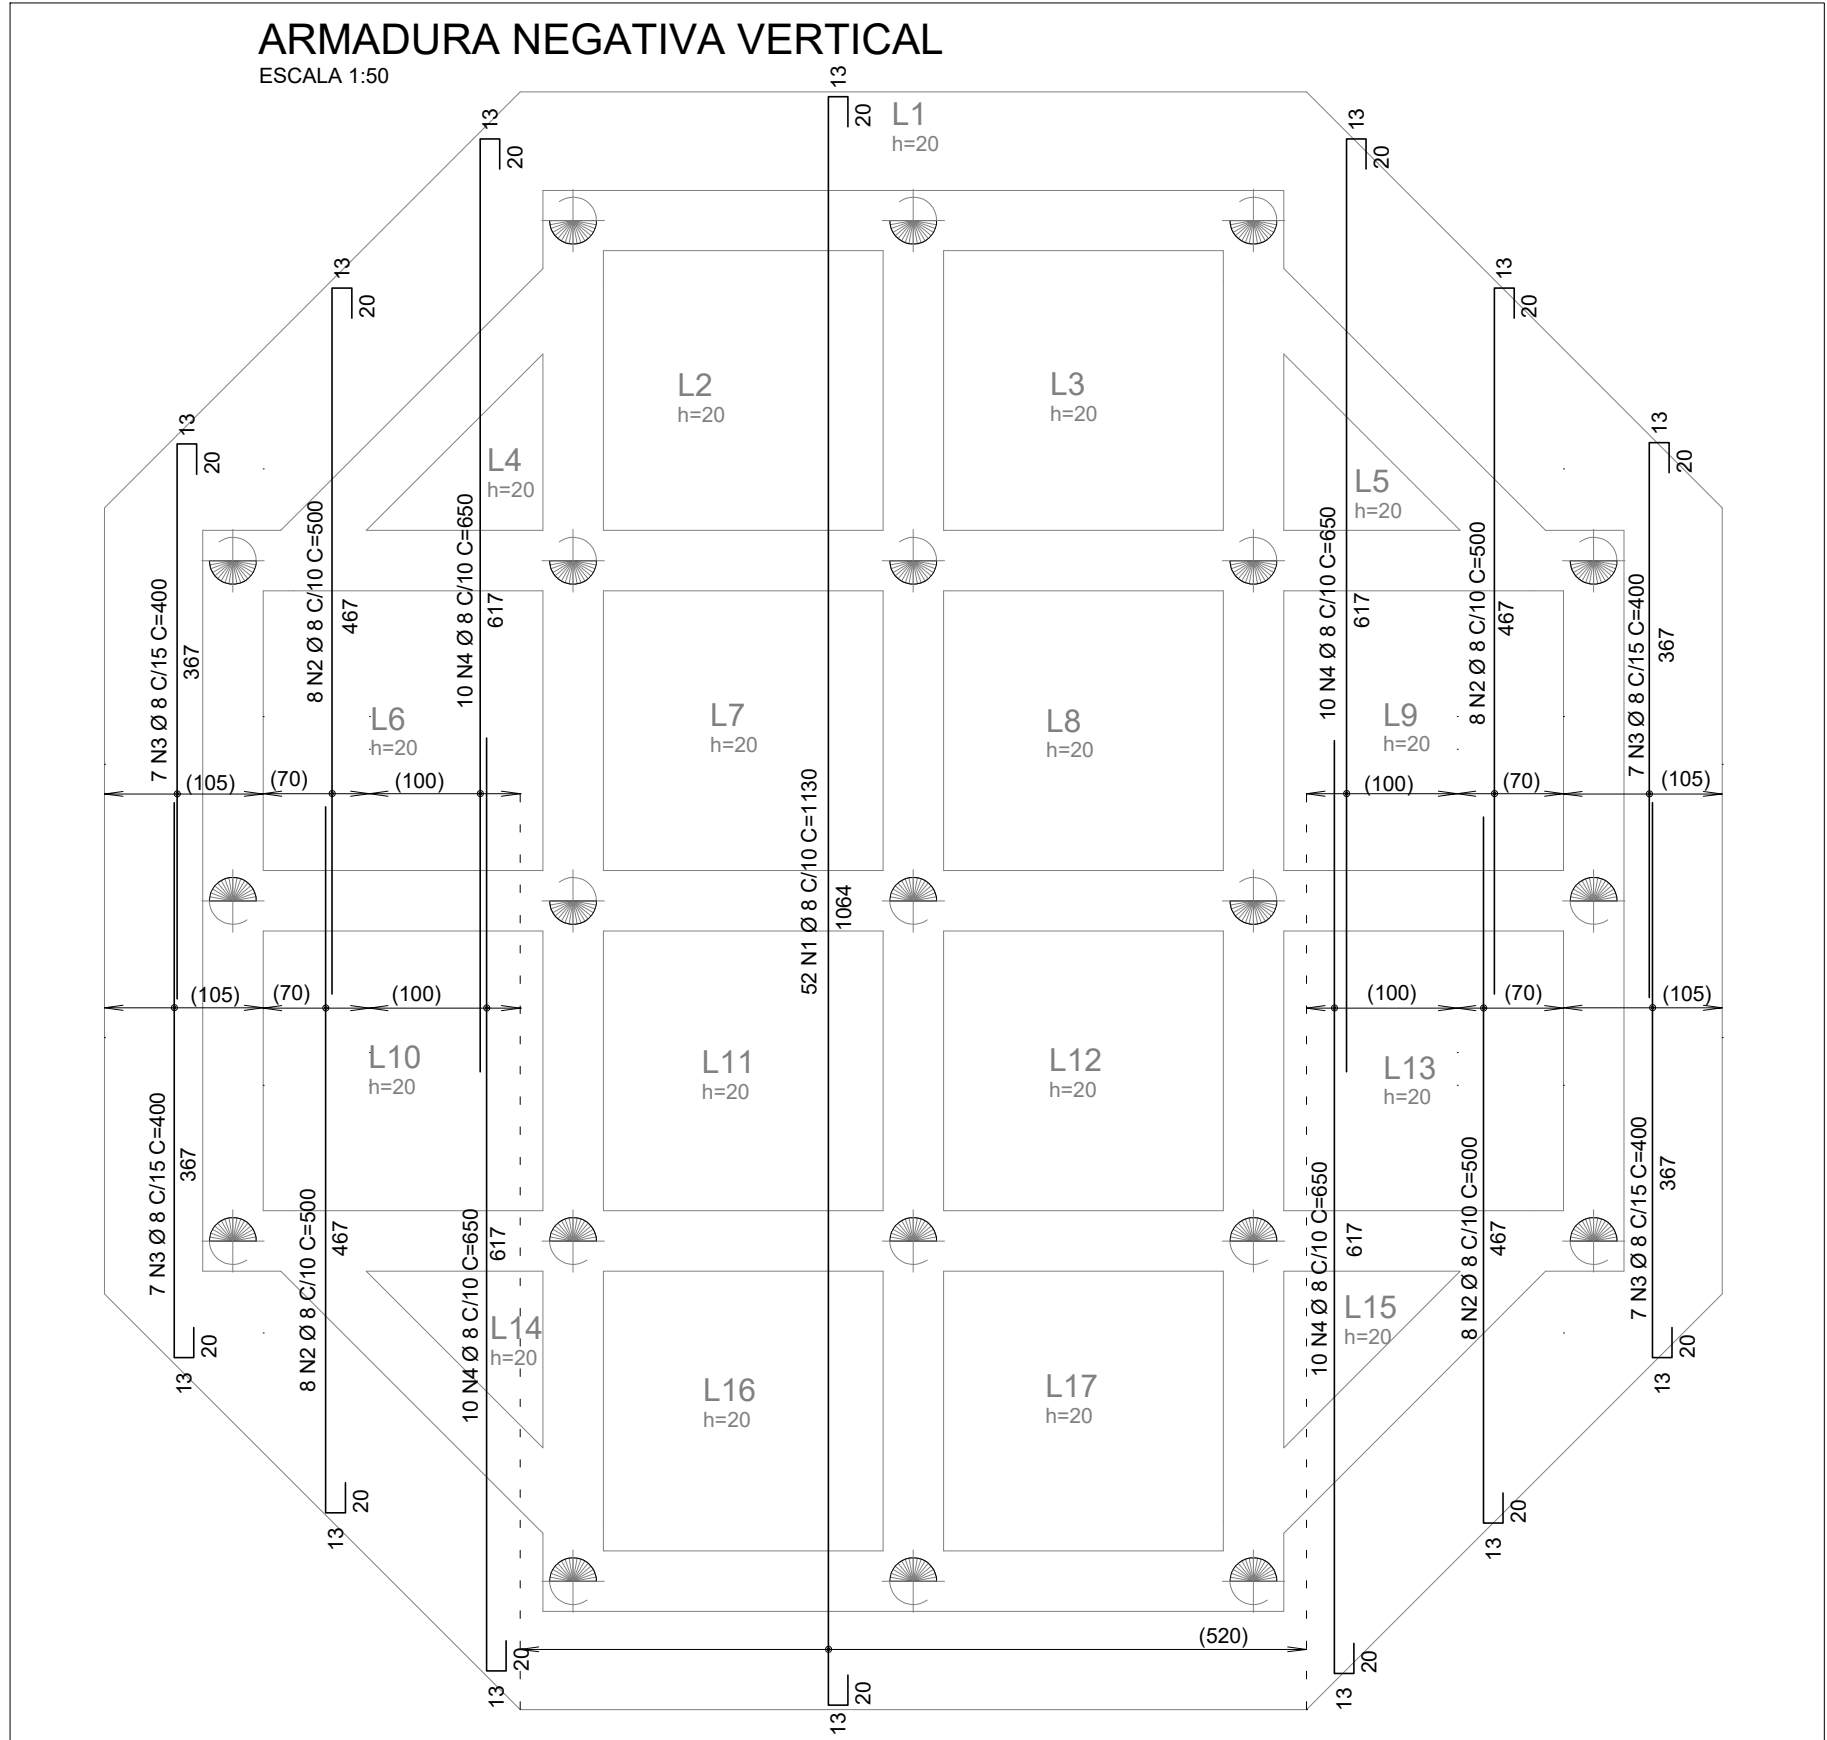 ARMADURA NEGATIVA VERTICAL
ESCALA 1:50
13
20
L1
h=20
13
20
13
20
13
20
13
20
13
20
13
20
L2
h=20
L3
h=20
L4
h=20
L5
h=20
7 N3 Ø 8 C/15 C=400
367
8 N2 Ø 8 C/10 C=500
467
10 N4 Ø 8 C/10 C=650
617
10 N4 Ø 8 C/10 C=650
617
8 N2 Ø 8 C/10 C=500
467
7 N3 Ø 8 C/15 C=400
367
L6
h=20
L7
h=20
L8
h=20
L9
h=20
(105)
(70)
(100)
(100)
(70)
(105)
52 N1 Ø 8 C/10 C=1130
1064
(105)
(70)
(100)
(100)
(70)
(105)
L10
h=20
L11
h=20
L12
h=20
L13
h=20
7 N3 Ø 8 C/15 C=400
367
8 N2 Ø 8 C/10 C=500
467
10 N4 Ø 8 C/10 C=650
617
10 N4 Ø 8 C/10 C=650
617
8 N2 Ø 8 C/10 C=500
467
7 N3 Ø 8 C/15 C=400
367
L14
h=20
L15
h=20
L16
h=20
L17
h=20
20
13
20
13
20
13
20
13
20
13
20
13
(520)
20
13